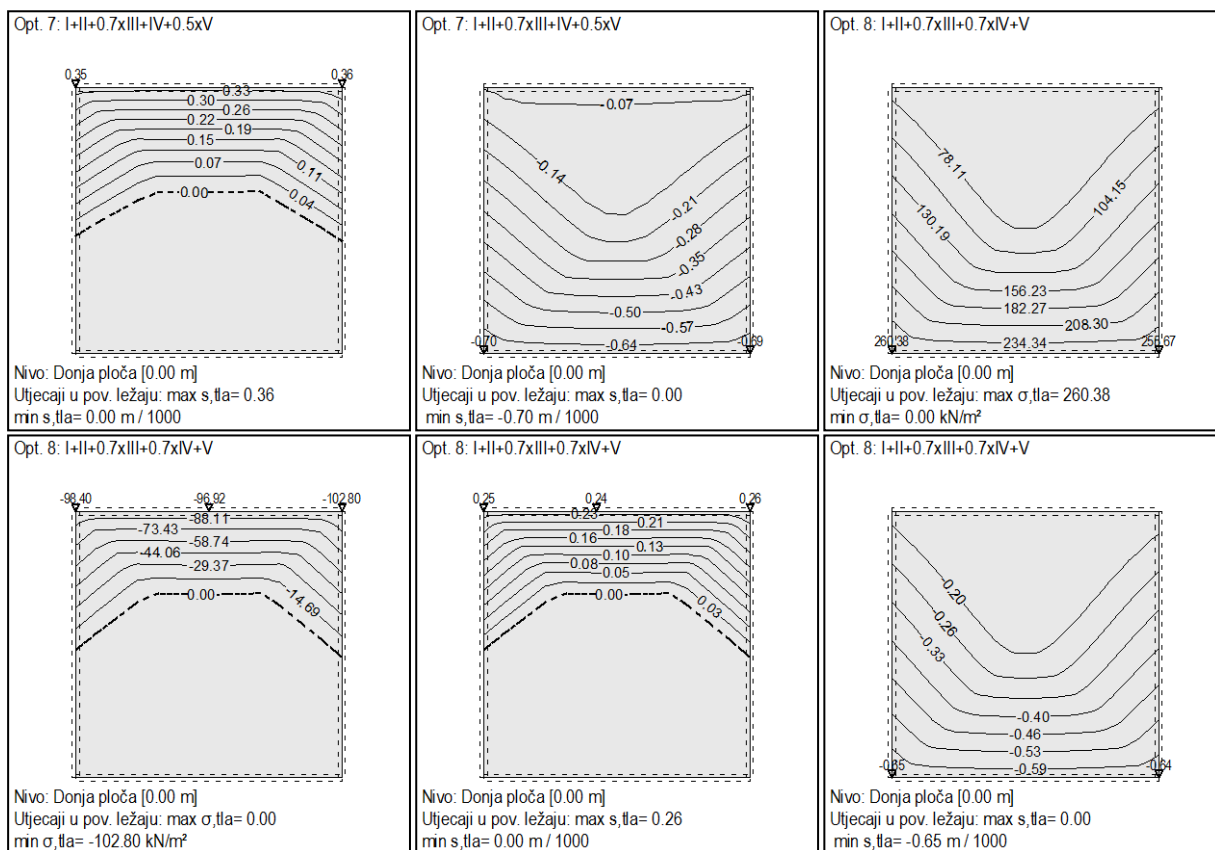 Opt. 7: I+II+0.7xIII+IV+0.5xV
0.35
0.36
0.33
0.30
0.26
0.22
0.19
0.15
0.11
0.07
0.04
0.00
Nivo: Donja ploča [0.00 m]
Utjecaji u pov. ležaju: max s,tla= 0.36
min s,tla= 0.00 m / 1000
Opt. 7: I+II+0.7xIII+IV+0.5xV
-0.07
-0.14
-0.21
-0.28
-0.35
-0.43
-0.50
-0.57
-0.64
-0.70
-0.69
Nivo: Donja ploča [0.00 m]
Utjecaji u pov. ležaju: max s,tla= 0.00
min s,tla= -0.70 m / 1000
Opt. 8: I+II+0.7xIII+0.7xIV+V
78.11
104.15
130.19
156.23
182.27
208.30
234.34
260.38
Nivo: Donja ploča [0.00 m]
Utjecaji u pov. ležaju: max σ,tla= 260.38
min σ,tla= 0.00 kN/m²
Opt. 8: I+II+0.7xIII+0.7xIV+V
-98.40
-96.92
-102.80
-88.11
-73.43
-58.74
-44.06
-29.37
-14.69
0.00
Nivo: Donja ploča [0.00 m]
Utjecaji u pov. ležaju: max σ,tla= 0.00
min σ,tla= -102.80 kN/m²
Opt. 8: I+II+0.7xIII+0.7xIV+V
0.25
0.24
0.26
0.23
0.21
0.18
0.16
0.13
0.10
0.08
0.05
0.03
0.00
Nivo: Donja ploča [0.00 m]
Utjecaji u pov. ležaju: max s,tla= 0.26
min s,tla= 0.00 m / 1000
Opt. 8: I+II+0.7xIII+0.7xIV+V
-0.20
-0.26
-0.33
-0.40
-0.46
-0.53
-0.59
-0.65
-0.64
Nivo: Donja ploča [0.00 m]
Utjecaji u pov. ležaju: max s,tla= 0.00
min s,tla= -0.65 m / 1000